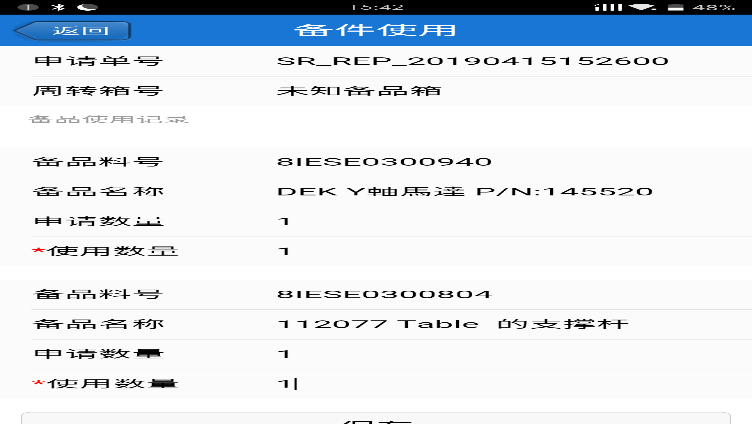 15:42 48%
返回 备件使用
申请单号 SR_REP_20190415152600
周转箱号 未知备品箱
备品使用记录
备品料号 8IESE0300940
备品名称 DEK Y軸馬達 P/N:145520
申请数量 1
*使用数量 1
备品料号 8IESE0300804
备品名称 112077 Table 的支撑杆
申请数量 1
*使用数量 1
保存